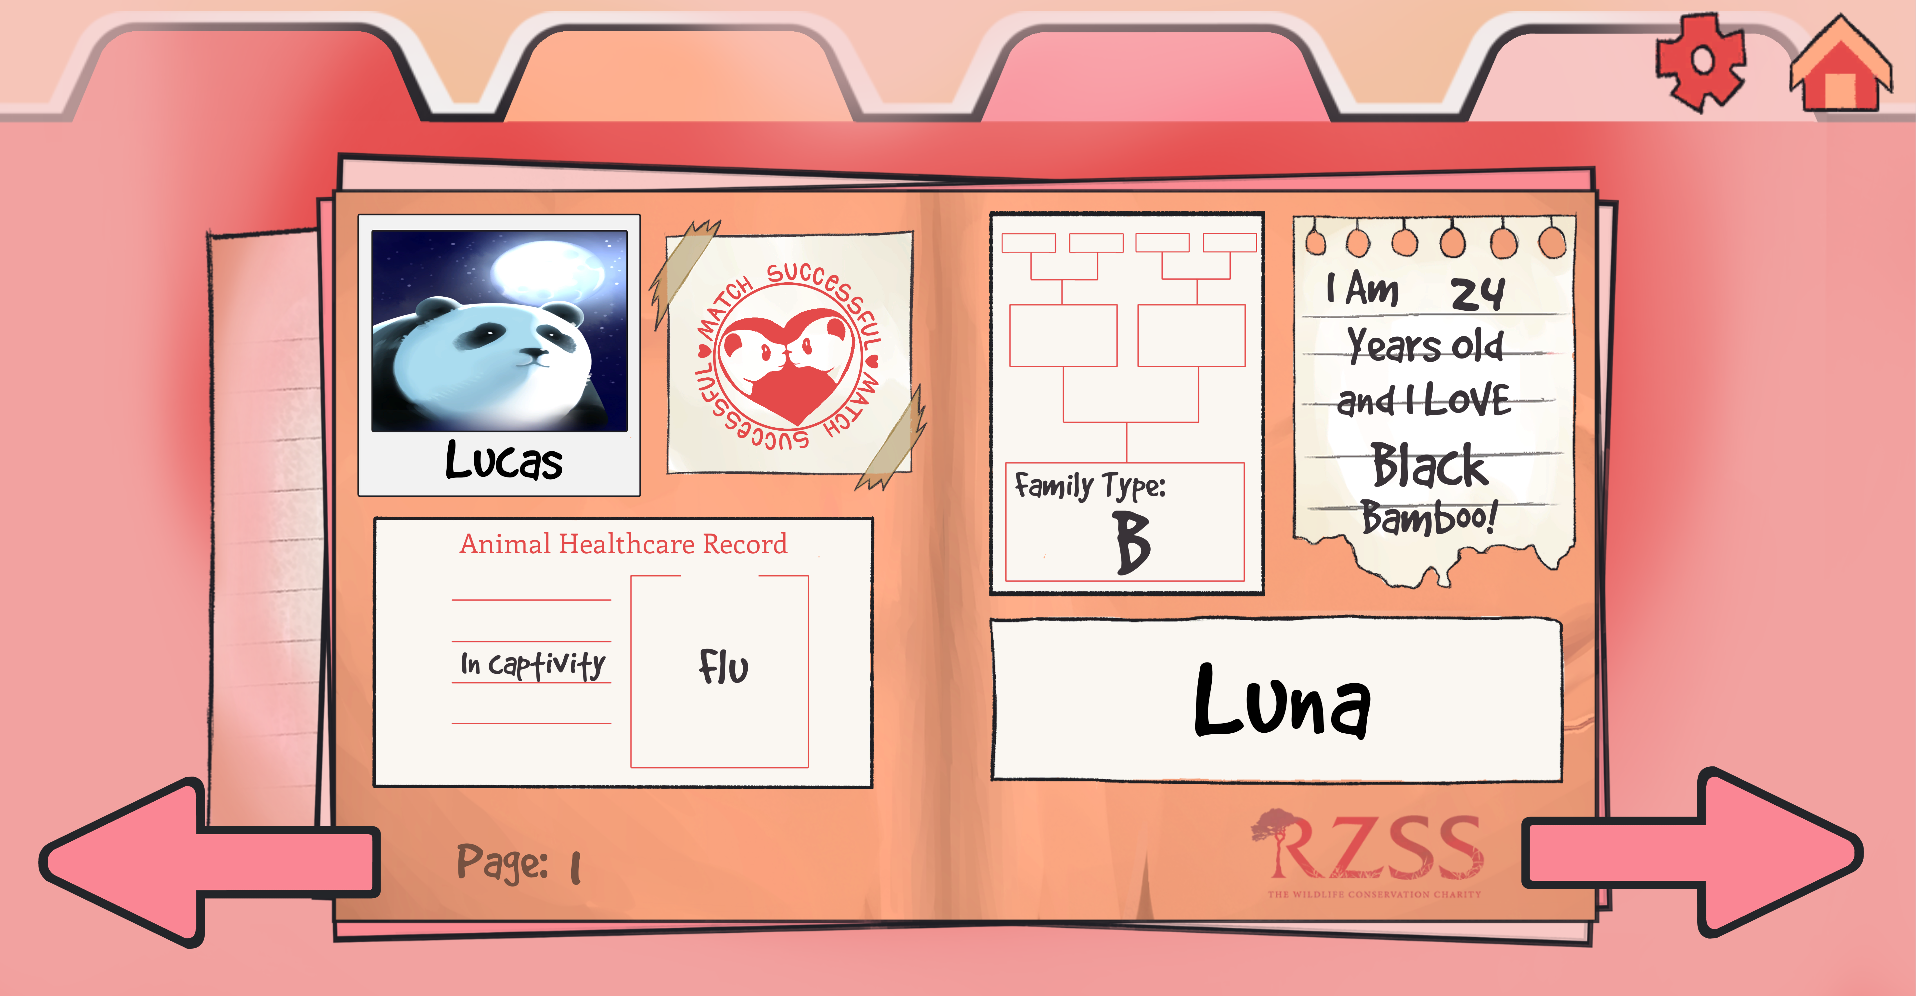 Lucas
MATCH SUCCESSFUL
MATCH SUCCESSFUL
Animal Healthcare Record
In captivity
Flu
Page: 1
Family Type:
B
I Am 24
Years old
and I LOVE
Black
Bamboo!
Luna
RZSS
THE WILDLIFE CONSERVATION CHARITY